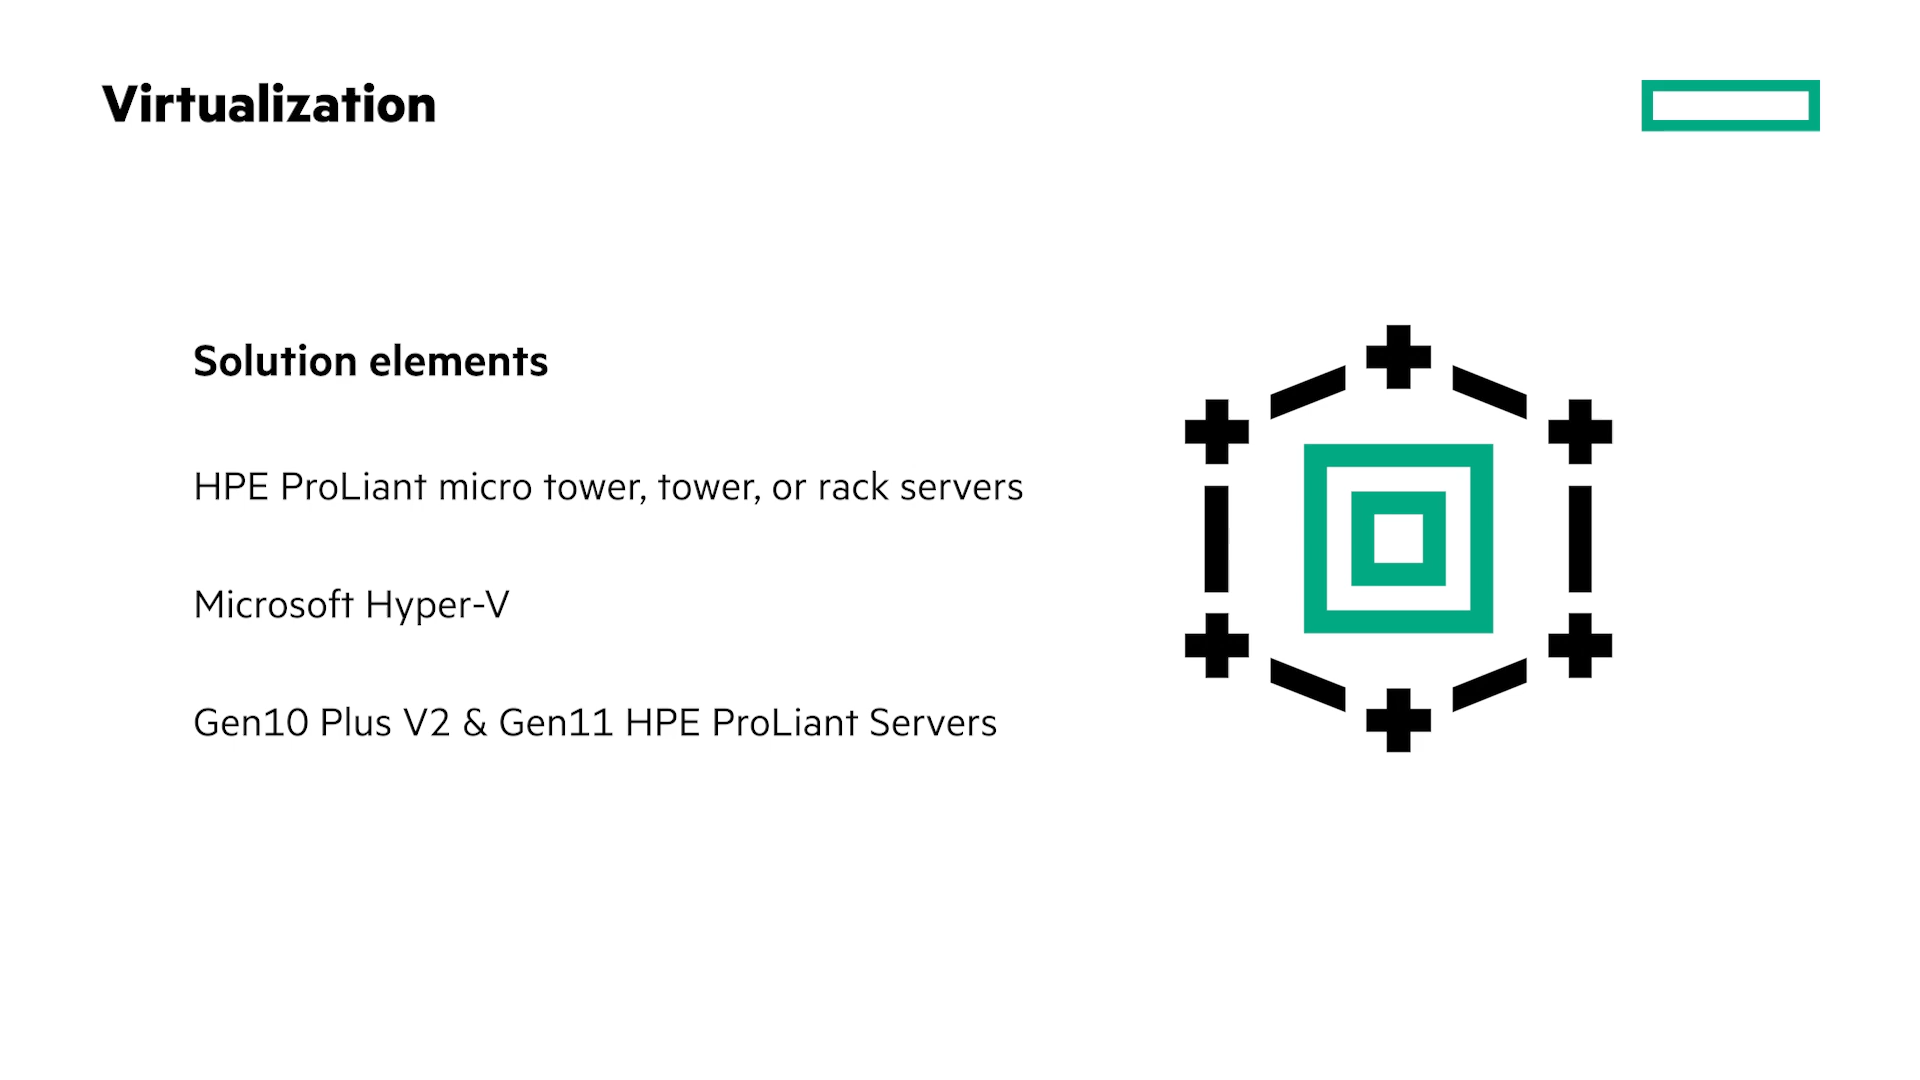 Virtualization
Solution elements
HPE ProLiant micro tower, tower, or rack servers
Microsoft Hyper-V
Gen10 Plus V2 & Gen11 HPE ProLiant Servers